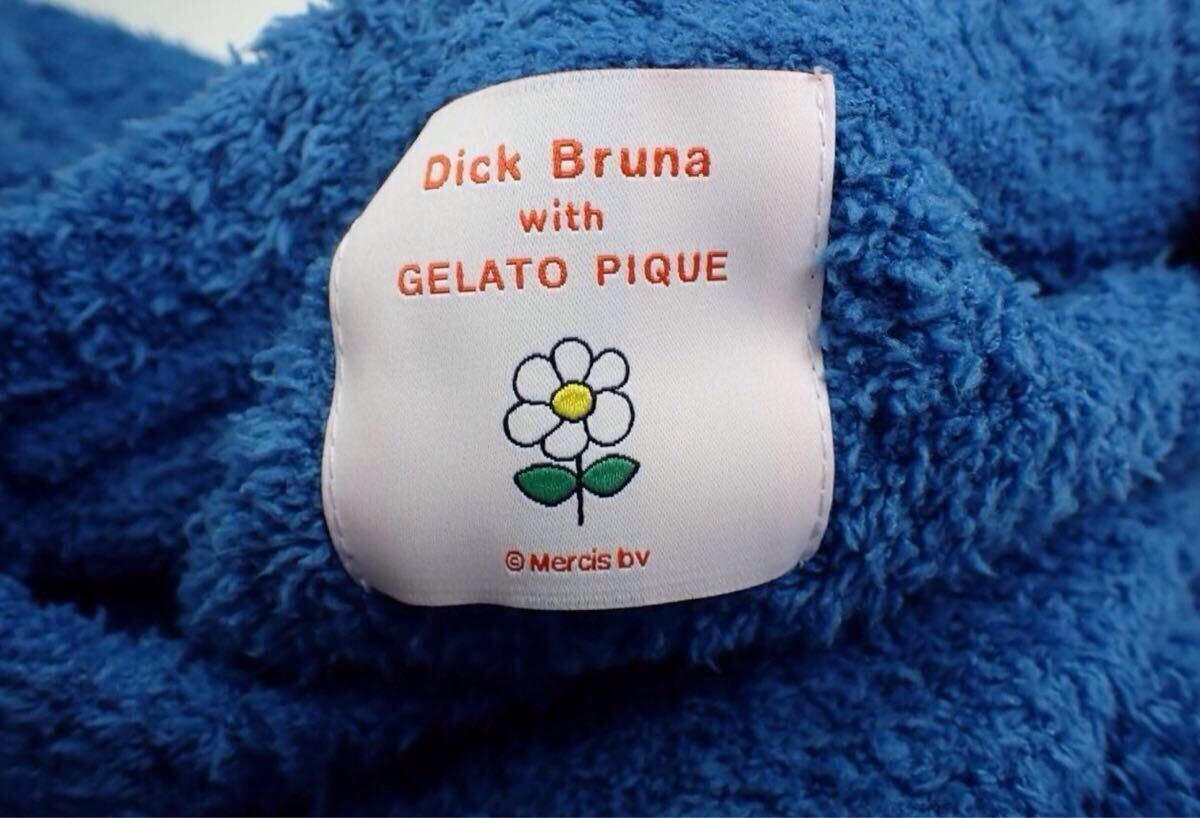 Dick Bruna
with
GELATO PIQUE
© Mercis bv